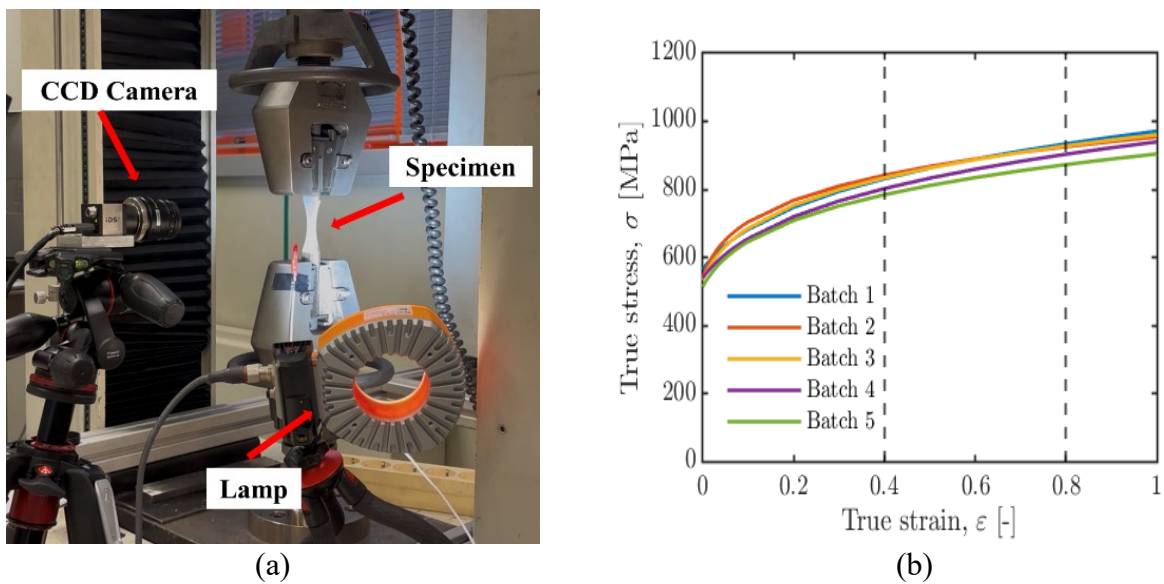 CCD Camera
Specimen
Lamp
(a)
1200
1000
800
600
400
200
0
True stress, σ [MPa]
Batch 1
Batch 2
Batch 3
Batch 4
Batch 5
0 0.2 0.4 0.6 0.8 1
True strain, ε [-]
(b)